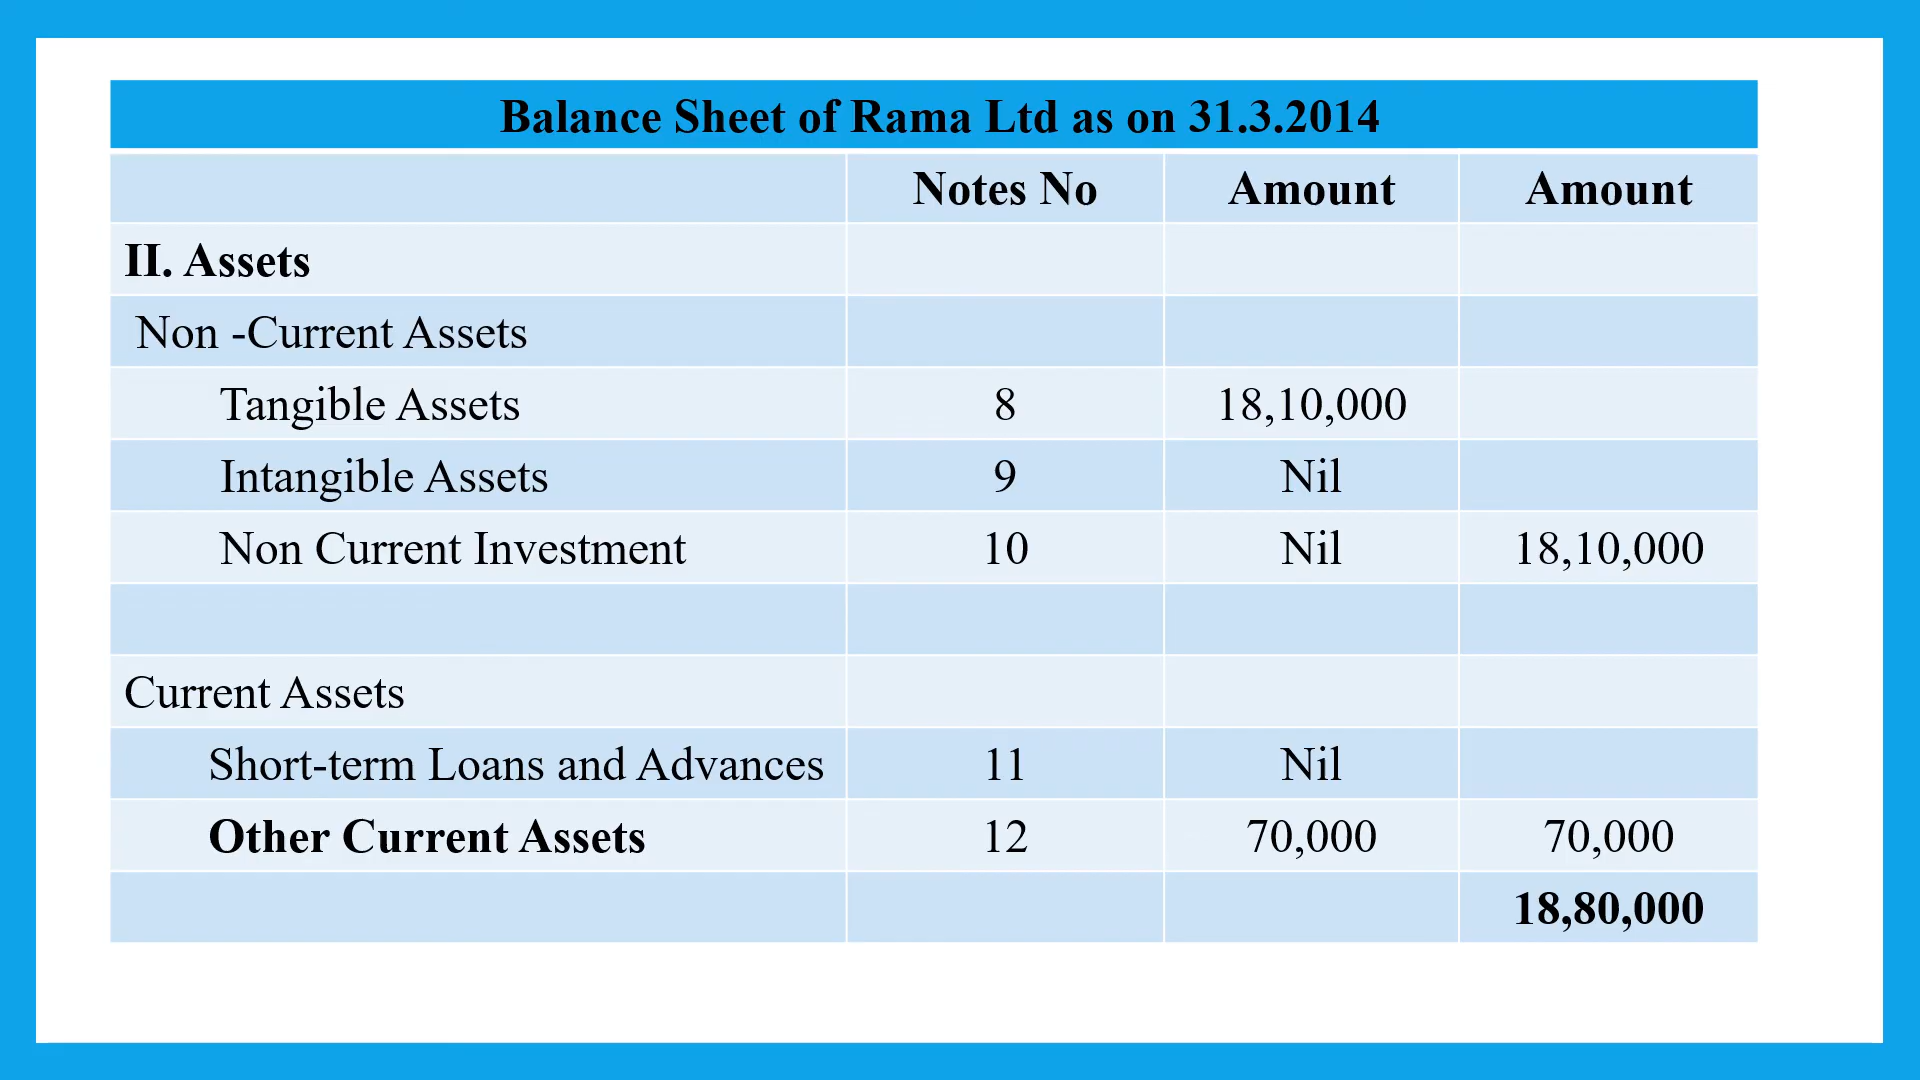 Balance Sheet of Rama Ltd as on 31.3.2014
Notes No Amount Amount
II. Assets
Non -Current Assets
Tangible Assets 8 18,10,000
Intangible Assets 9 Nil
Non Current Investment 10 Nil 18,10,000
Current Assets
Short-term Loans and Advances 11 Nil
Other Current Assets 12 70,000 70,000
18,80,000